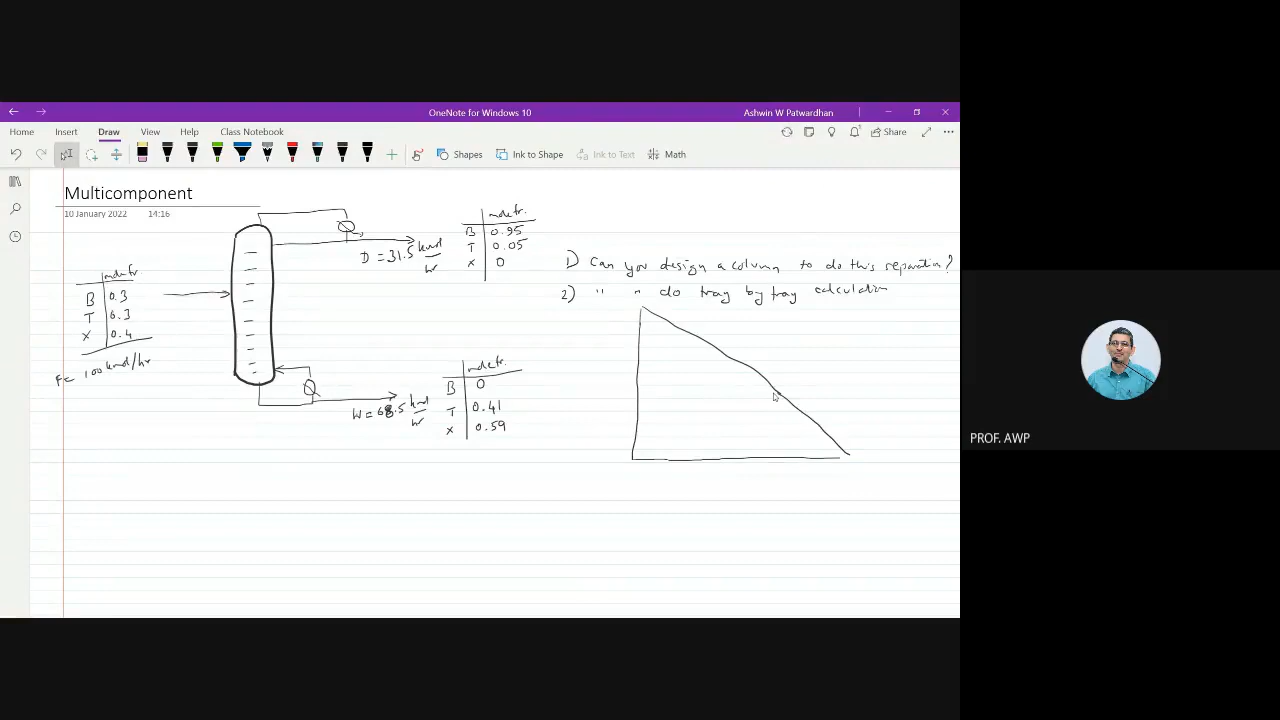 OneNote for Windows 10
Ashwin W Patwardhan
Home Insert Draw View Help Class Notebook
Share
Shapes Ink to Shape Ink to Text Math
Multicomponent
10 January 2022 14:16
mole fr.
B 0.3
T 0.3
X 0.4
F = 100 kmol/hr
D = 31.5 kmol/hr
mole fr.
B 0.95
T 0.05
X 0
W = 68.5 kmol/hr
mole fr.
B 0
T 0.41
X 0.59
1) Can you design a column to do this separation?
2) " " do tray by tray calculation
PROF. AWP